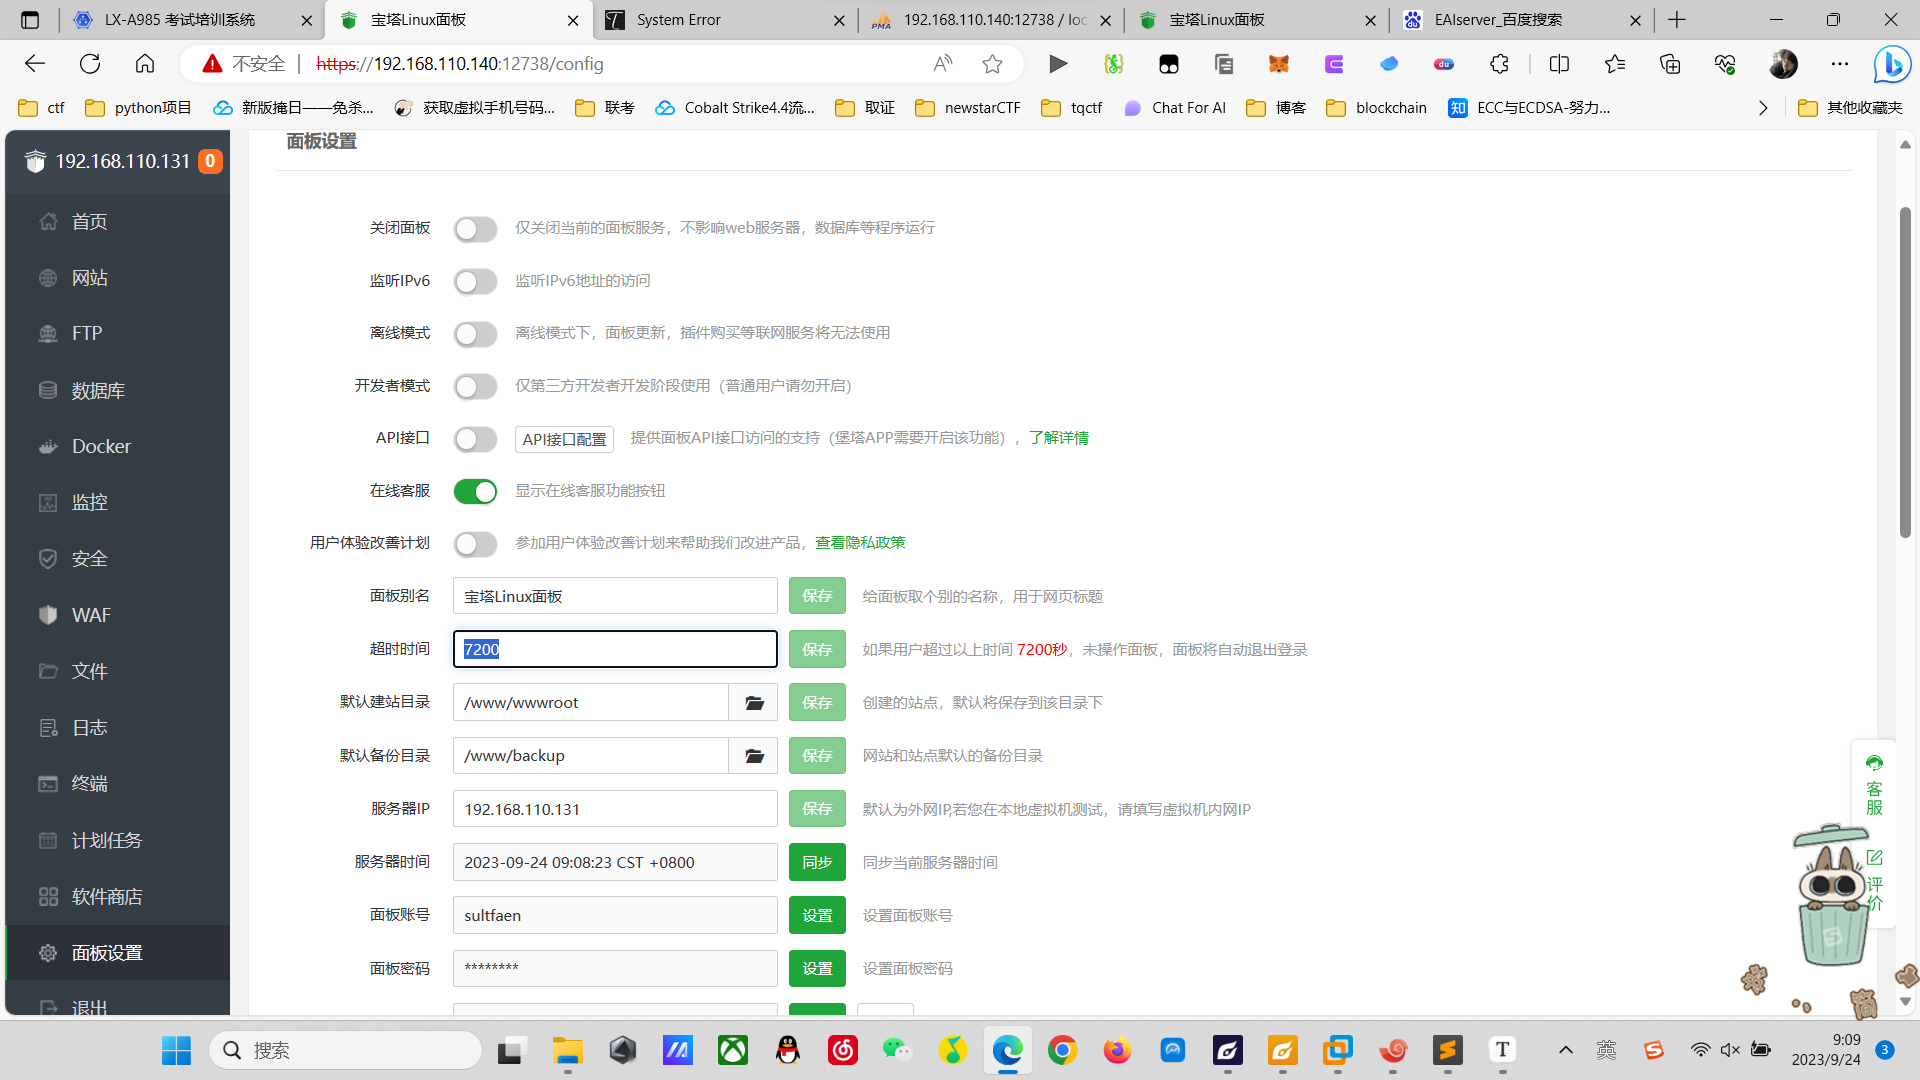 LX-A985 考试培训系统
宝塔Linux面板
System Error
192.168.110.140:12738 / loc
宝塔Linux面板
EAIserver_百度搜索
不安全
https://192.168.110.140:12738/config
ctf
python项目
新版掩日——免杀...
获取虚拟手机号码...
联考
Cobalt Strike4.4流...
取证
newstarCTF
tqctf
Chat For AI
博客
blockchain
ECC与ECDSA-努力...
其他收藏夹
192.168.110.131 0
首页
网站
FTP
数据库
Docker
监控
安全
WAF
文件
日志
终端
计划任务
软件商店
面板设置
退出
面板设置
关闭面板 仅关闭当前的面板服务，不影响web服务器，数据库等程序运行
监听IPv6 监听IPv6地址的访问
离线模式 离线模式下，面板更新，插件购买等联网服务将无法使用
开发者模式 仅第三方开发者开发阶段使用（普通用户请勿开启）
API接口 API接口配置 提供面板API接口访问的支持（堡塔APP需要开启该功能），了解详情
在线客服 显示在线客服功能按钮
用户体验改善计划 参加用户体验改善计划来帮助我们改进产品，查看隐私政策
面板别名 宝塔Linux面板 保存 给面板取个别的名称，用于网页标题
超时时间 7200 保存 如果用户超过以上时间 7200秒，未操作面板，面板将自动退出登录
默认建站目录 /www/wwwroot 保存 创建的站点，默认将保存到该目录下
默认备份目录 /www/backup 保存 网站和站点默认的备份目录
服务器IP 192.168.110.131 保存 默认为外网IP,若您在本地虚拟机测试，请填写虚拟机内网IP
服务器时间 2023-09-24 09:08:23 CST +0800 同步 同步当前服务器时间
面板账号 sultfaen 设置 设置面板账号
面板密码 ******** 设置 设置面板密码
客服
评价
搜索
英
9:09
2023/9/24
3